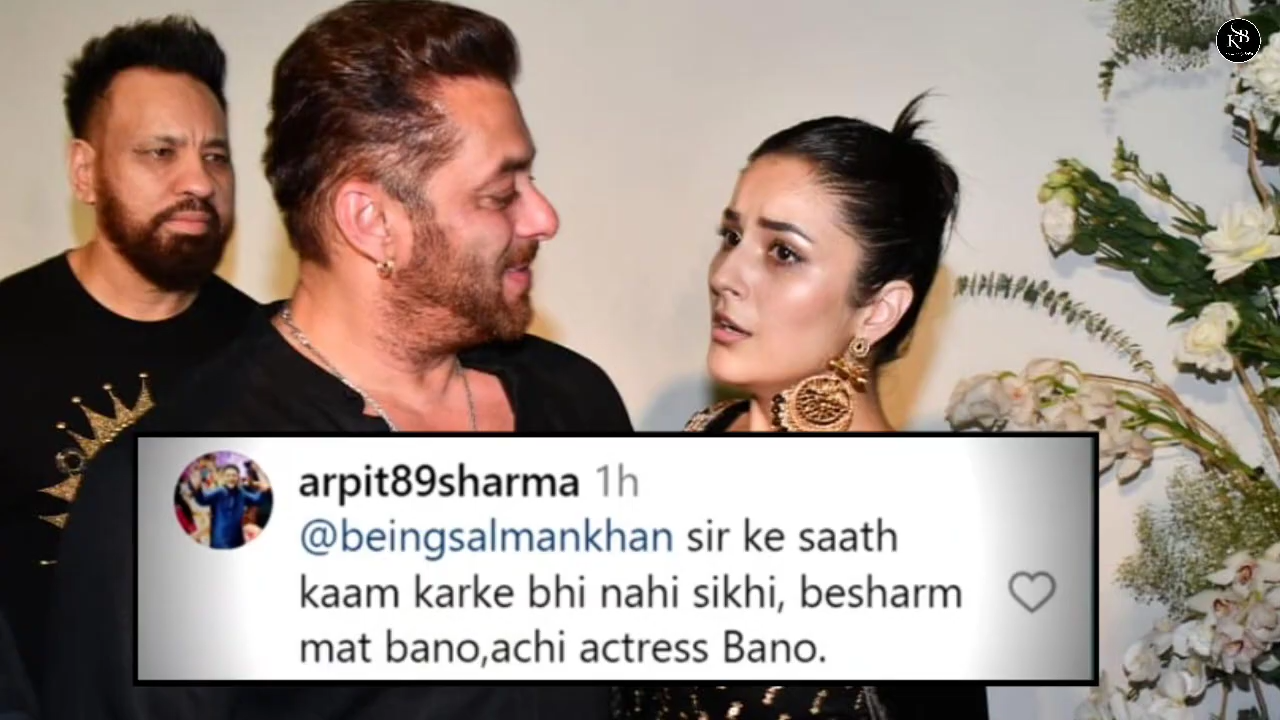 arpit89sharma 1h
@beingsalmankhan sir ke saath
kaam karke bhi nahi sikhi, besharm
mat bano,achi actress Bano.